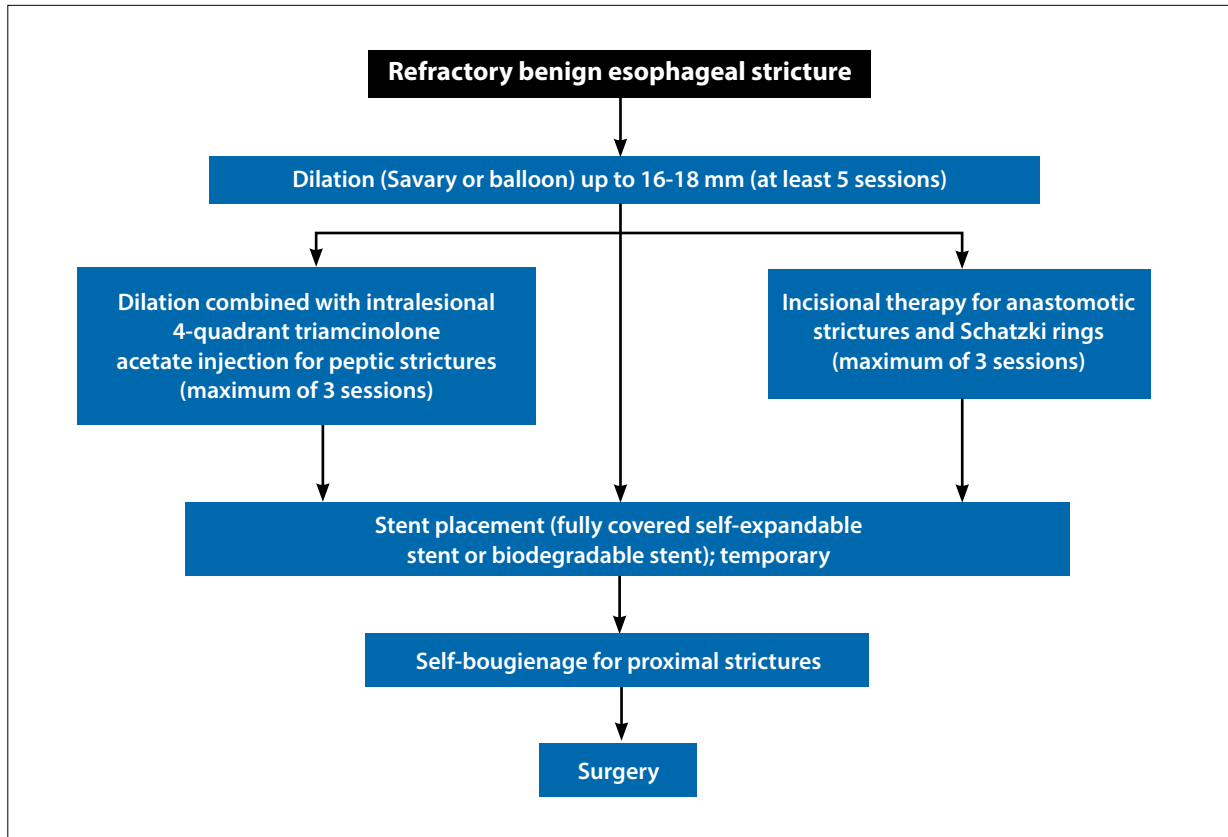 Refractory benign esophageal stricture
Dilation (Savary or balloon) up to 16-18 mm (at least 5 sessions)
Dilation combined with intralesional
4-quadrant triamcinolone
acetate injection for peptic strictures
(maximum of 3 sessions)
Incisional therapy for anastomotic
strictures and Schatzki rings
(maximum of 3 sessions)
Stent placement (fully covered self-expandable
stent or biodegradable stent); temporary
Self-bougienage for proximal strictures
Surgery